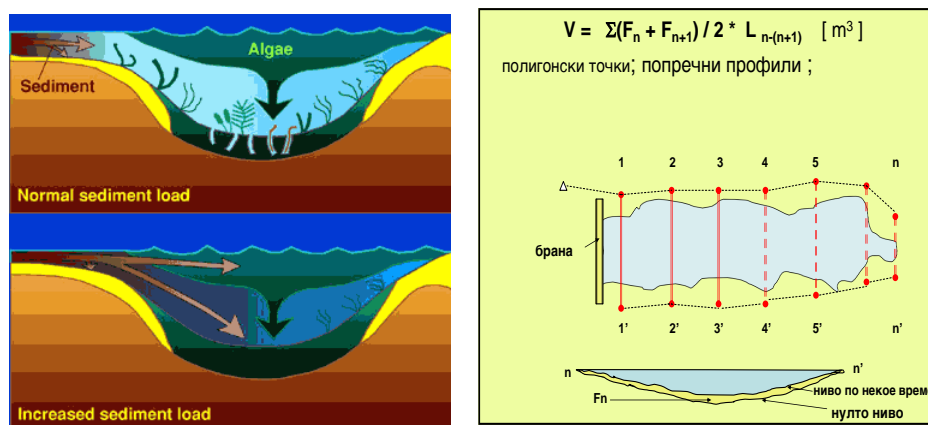 Algae
Sediment
Normal sediment load
Increased sediment load
V = Σ(Fn + Fn+1) / 2 * L n-(n+1) [ m³ ]
полигонски точки; попречни профили ;
1 2 3 4 5 n
брана
1' 2' 3' 4' 5' n'
n n'
ниво по некое време
Fn
нулто ниво